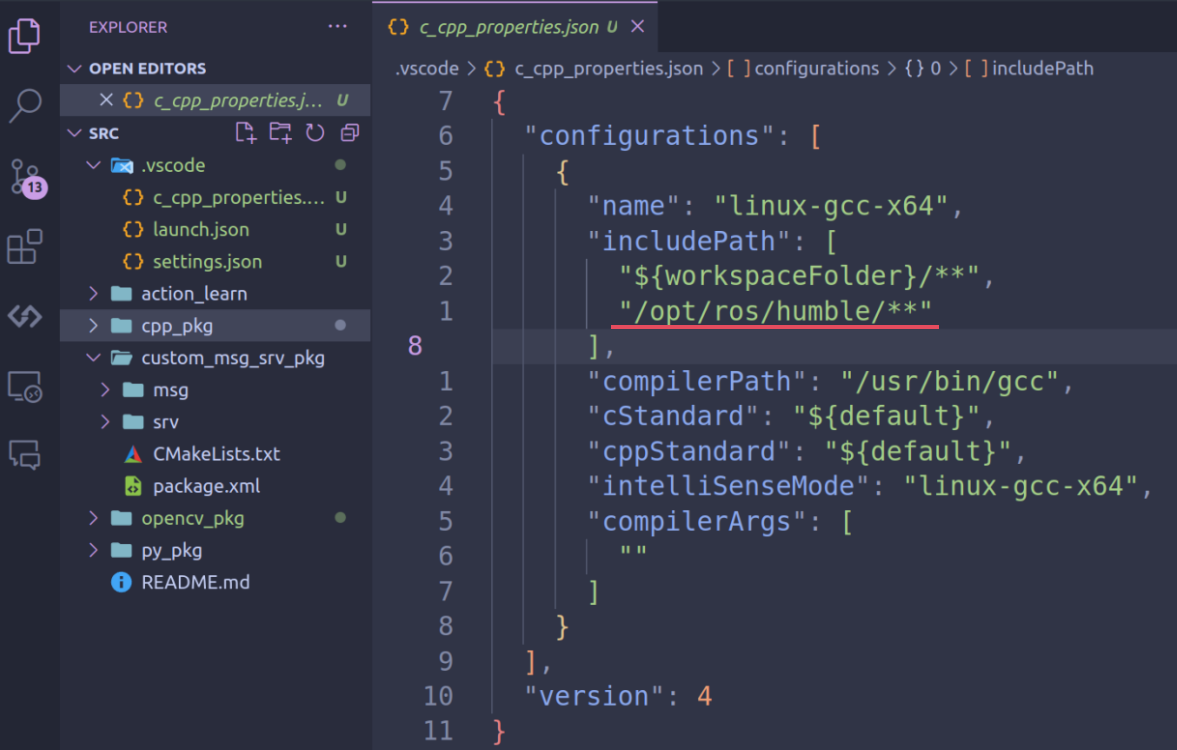 EXPLORER ...
OPEN EDITORS
c_cpp_properties.j... U
SRC
.vscode
c_cpp_properties.... U
launch.json U
settings.json U
action_learn
cpp_pkg
custom_msg_srv_pkg
msg
srv
CMakeLists.txt
package.xml
opencv_pkg
py_pkg
README.md
13
{} c_cpp_properties.json U ×
.vscode > {} c_cpp_properties.json > [ ] configurations > {} 0 > [ ] includePath
7 {
6 "configurations": [
5 {
4 "name": "linux-gcc-x64",
3 "includePath": [
2 "${workspaceFolder}/**",
1 "/opt/ros/humble/**"
8 ],
1 "compilerPath": "/usr/bin/gcc",
2 "cStandard": "${default}",
3 "cppStandard": "${default}",
4 "intelliSenseMode": "linux-gcc-x64",
5 "compilerArgs": [
6 ""
7 ]
8 }
9 ],
10 "version": 4
11 }